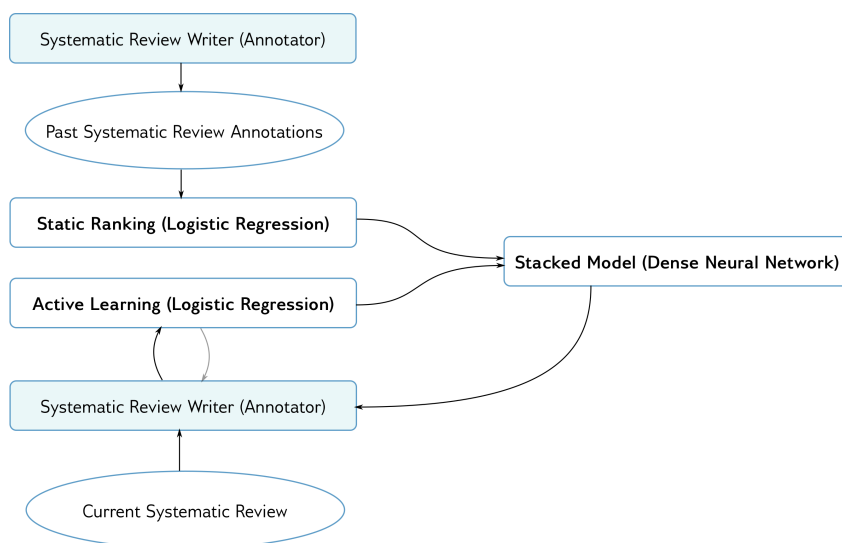 Systematic Review Writer (Annotator)
Past Systematic Review Annotations
Static Ranking (Logistic Regression)
Stacked Model (Dense Neural Network)
Active Learning (Logistic Regression)
Systematic Review Writer (Annotator)
Current Systematic Review